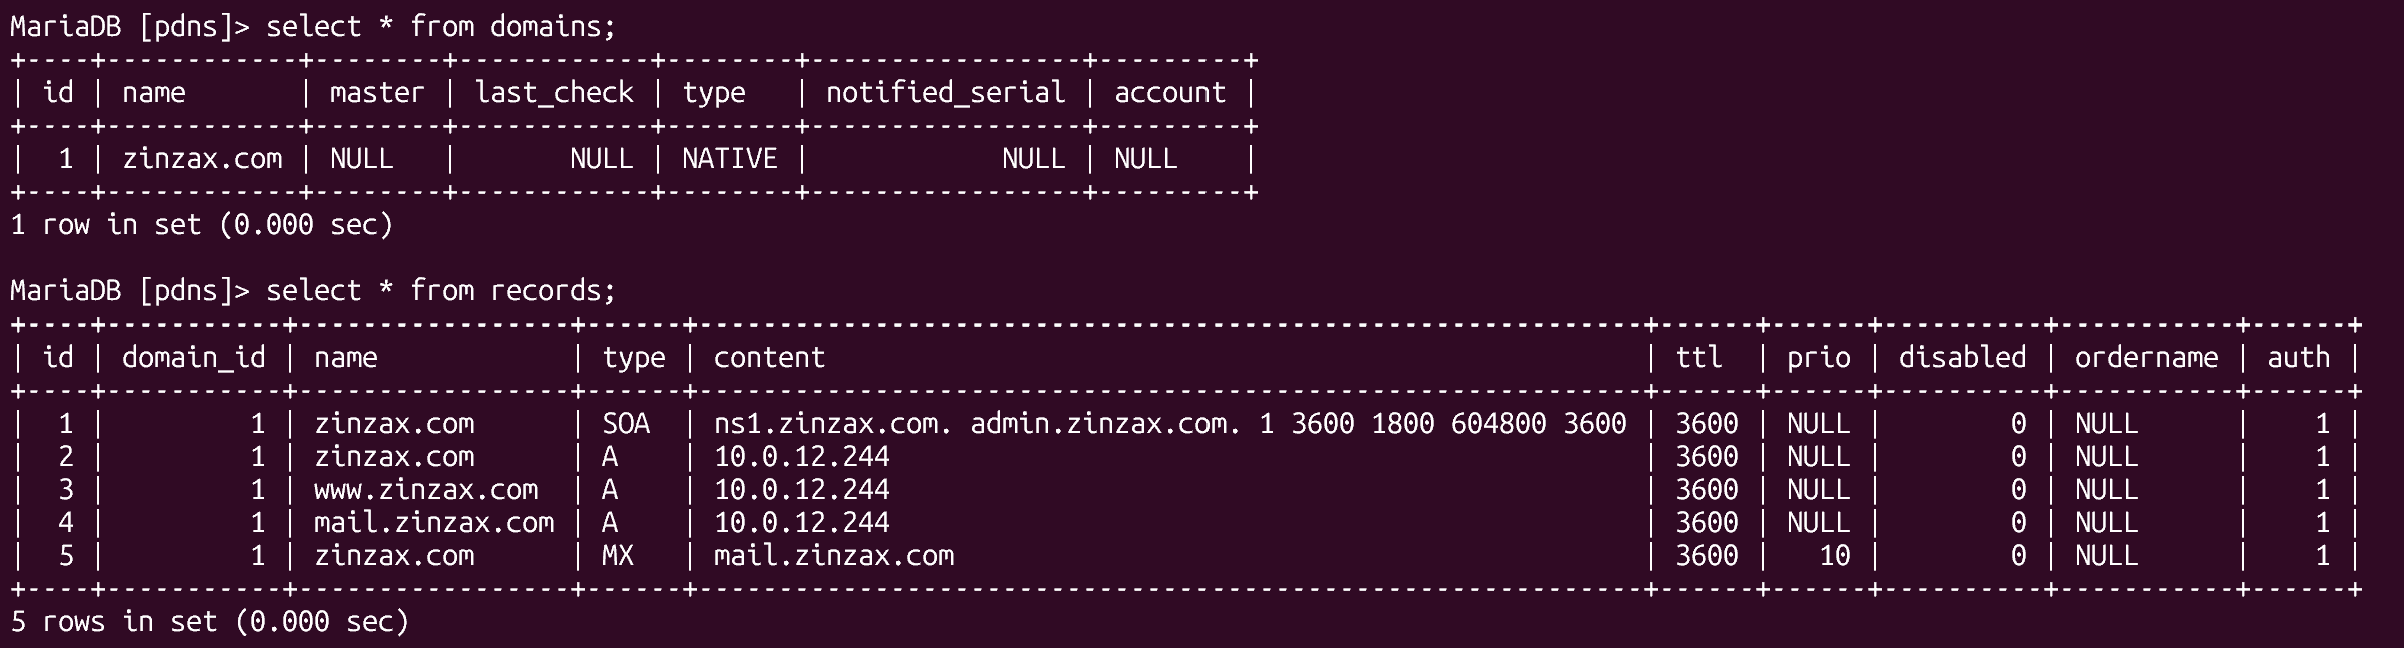 MariaDB [pdns]> select * from domains;
+----+------------+--------+------------+--------+-----------------+---------+
| id | name       | master | last_check | type   | notified_serial | account |
+----+------------+--------+------------+--------+-----------------+---------+
|  1 | zinzax.com | NULL   |       NULL | NATIVE |            NULL | NULL    |
+----+------------+--------+------------+--------+-----------------+---------+
1 row in set (0.000 sec)

MariaDB [pdns]> select * from records;
+----+-----------+-----------------+------+-----------------------------------------------------------+------+------+----------+-----------+------+
| id | domain_id | name            | type | content                                                   | ttl  | prio | disabled | ordername | auth |
+----+-----------+-----------------+------+-----------------------------------------------------------+------+------+----------+-----------+------+
|  1 |         1 | zinzax.com      | SOA  | ns1.zinzax.com. admin.zinzax.com. 1 3600 1800 604800 3600 | 3600 | NULL |        0 | NULL      |    1 |
|  2 |         1 | zinzax.com      | A    | 10.0.12.244                                               | 3600 | NULL |        0 | NULL      |    1 |
|  3 |         1 | www.zinzax.com  | A    | 10.0.12.244                                               | 3600 | NULL |        0 | NULL      |    1 |
|  4 |         1 | mail.zinzax.com | A    | 10.0.12.244                                               | 3600 | NULL |        0 | NULL      |    1 |
|  5 |         1 | zinzax.com      | MX   | mail.zinzax.com                                           | 3600 |   10 |        0 | NULL      |    1 |
+----+-----------+-----------------+------+-----------------------------------------------------------+------+------+----------+-----------+------+
5 rows in set (0.000 sec)